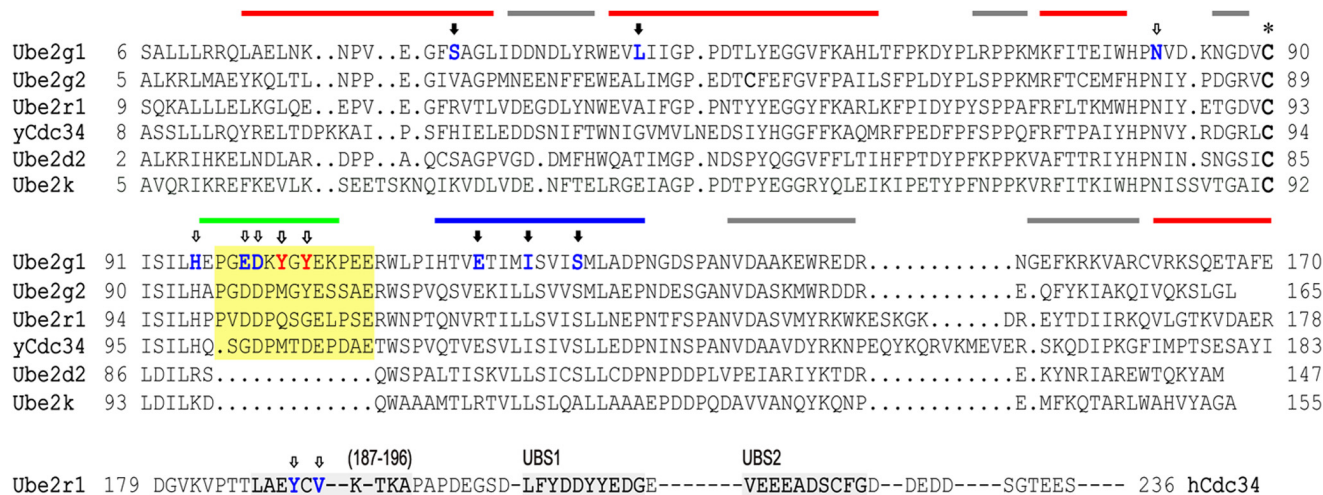 *
Ube2g1 6 SALLLRRQLAELNK..NPV..E.GFSAGLIDDNDLYRWEVLIIGP.PDTLYEGGVFKAHLTFPKDYPLRPPKMKFITEIWHPNVD.KNGDVC 90
Ube2g2 5 ALKRLMAEYKQLTL..NPP..E.GIVAGPMNEENFFEWEALIMGP.EDTCFEFGVFPAILSFPLDYPLSPPKMRFTCEMFHPNIY.PDGRVC 89
Ube2r1 9 SQKALLLELKGLQE..EPV..E.GFRVTLVDEGDLYNWEVAIFGP.PNTYYEGGYFKARLKFPIDYPYSPPAFRFLTKMWHPNIY.ETGDVC 93
yCdc34 8 ASSLLLRQYRELTDPKKAI..P.SFHIELEDDSNIFTWNIGVMVLNEDSIYHGGFFKAQMRFPEDFPFSPPQFRFTPAIYHPNVY.RDGRLC 94
Ube2d2 2 ALKRIHKELNDLAR..DPP..A.QCSAGPVGD.DMFHWQATIMGP.NDSPYQGGVFFLTIHFPTDYPFKPPKVAFTTRIYHPNIN.SNGSIC 85
Ube2k 5 AVQRIKREFKEVLK..SEETSKNQIKVDLVDE.NFTELRGEIAGP.PDTPYEGGRYQLEIKIPETYPFNPPKVRFITKIWHPNISSVTGAIC 92
Ube2g1 91 ISILHEPGEDKYGYEKPEERWLPIHTVETIMISVISMLADPNGDSPANVDAAKEWREDR............NGEFKRKVARCVRKSQETAFE 170
Ube2g2 90 ISILHAPGDDPMGYESSAERWSPVQSVEKILLSVVSMLAEPNDESGANVDASKMWRDDR............E.QFYKIAKQIVQKSLGL 165
Ube2r1 94 ISILHPPVDDPQSGELPSERWNPTQNVRTILLSVISLLNEPNTFSPANVDASVMYRKWKESKGK......DR.EYTDIIRKQVLGTKVDAER 178
yCdc34 95 ISILHQ.SGDPMTDEPDAETWSPVQTVESVLISIVSLLEDPNINSPANVDAAVDYRKNPEQYKQRVKMEVER.SKQDIPKGFIMPTSESAYI 183
Ube2d2 86 LDILRS.............QWSPALTISKVLLSICSLLCDPNPDDPLVPEIARIYKTDR............E.KYNRIAREWTQKYAM 147
Ube2k 93 LDILKD.............QWAAAMTLRTVLLSLQALLAAAEPDDPQDAVVANQYKQNP............E.MFKQTARLWAHVYAGA 155
(187-196) UBS1 UBS2
Ube2r1 179 DGVKVPTTLAEYCV--K-TKAPAPDEGSDLFYDDYYEDGE-------VEEEADSCFGD--DEDD---SGTEES---- 236 hCdc34